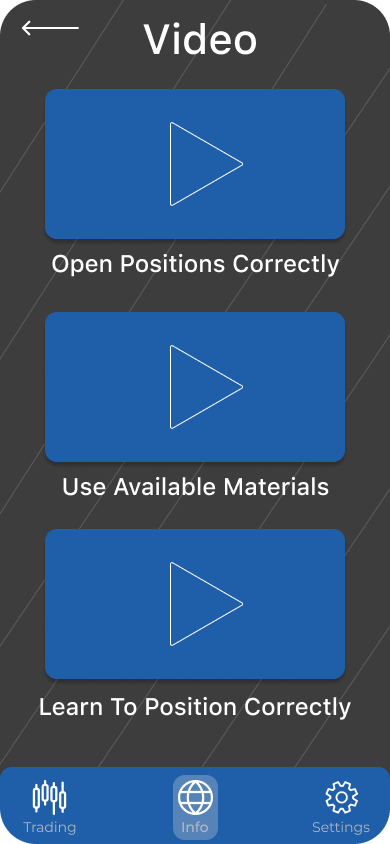 Video
Open Positions Correctly
Use Available Materials
Learn To Position Correctly
Trading
Info
Settings